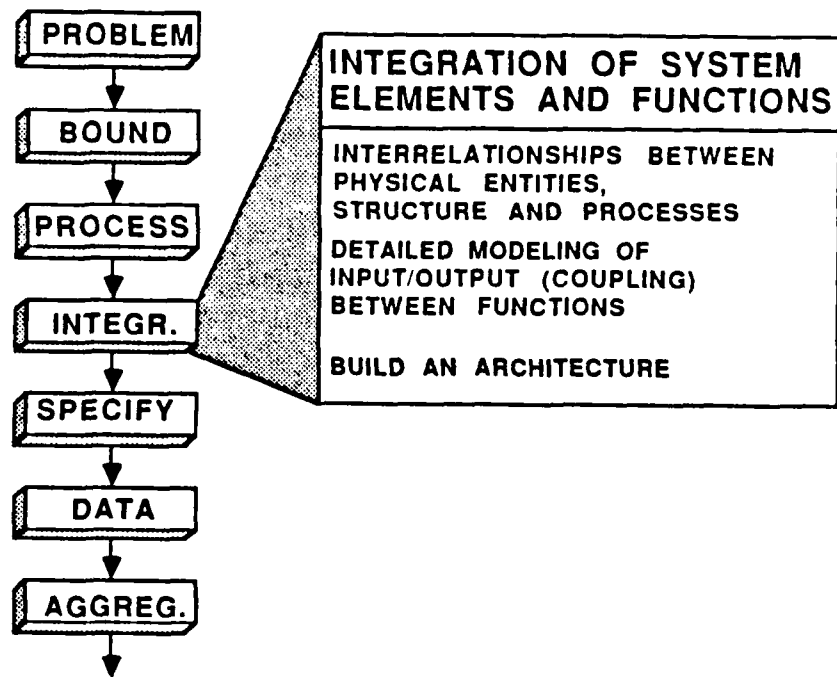 PROBLEM
BOUND
PROCESS
INTEGR.
SPECIFY
DATA
AGGREG.
INTEGRATION OF SYSTEM
ELEMENTS AND FUNCTIONS
INTERRELATIONSHIPS BETWEEN
PHYSICAL ENTITIES,
STRUCTURE AND PROCESSES
DETAILED MODELING OF
INPUT/OUTPUT (COUPLING)
BETWEEN FUNCTIONS
BUILD AN ARCHITECTURE